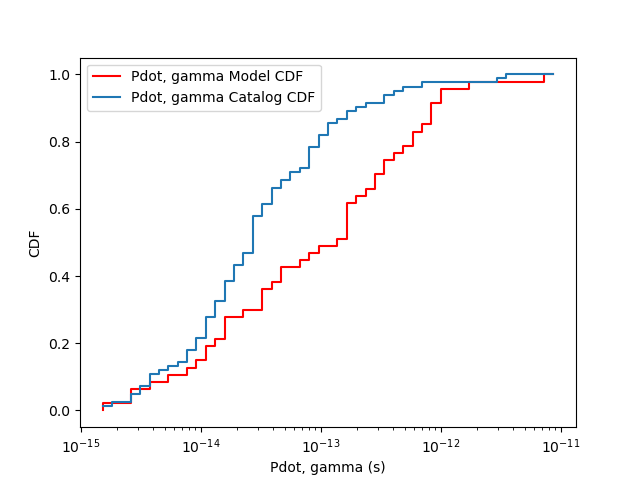 Pdot, gamma Model CDF
Pdot, gamma Catalog CDF
1.0
0.8
0.6
0.4
0.2
0.0
CDF
10⁻¹⁵ 10⁻¹⁴ 10⁻¹³ 10⁻¹² 10⁻¹¹
Pdot, gamma (s)